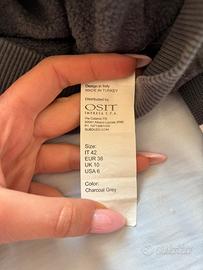 Design in Italy
MADE IN TURKEY
Distributed by
OSIT
IMPRESA S.P.A.
Size:
IT 42
EUR 38
UK 10
USA 6
Color:
Charcoal Grey